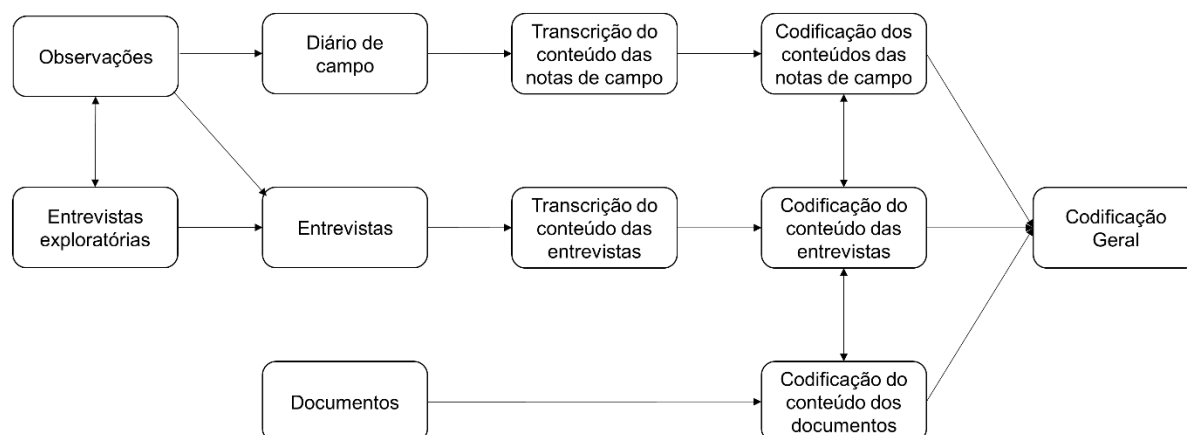 Observações
Diário de
campo
Transcrição do
conteúdo das
notas de campo
Codificação dos
conteúdos das
notas de campo
Entrevistas
exploratórias
Entrevistas
Transcrição do
conteúdo das
entrevistas
Codificação do
conteúdo das
entrevistas
Codificação
Geral
Documentos
Codificação do
conteúdo dos
documentos